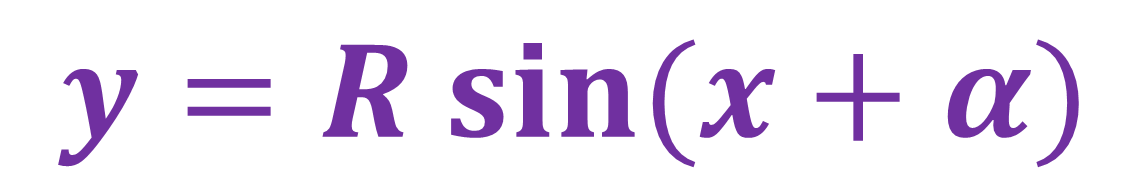 y = R sin(x + α)